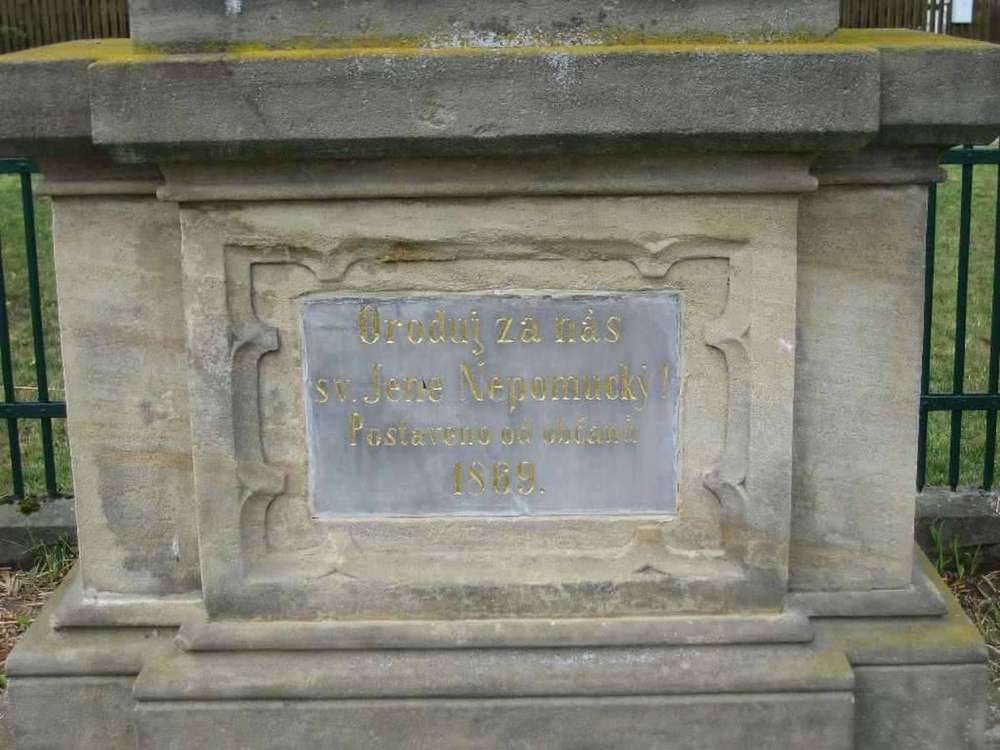 Oroduj za nás
sv. Jene Nepomucký!
Postaveno od občanů
1869.